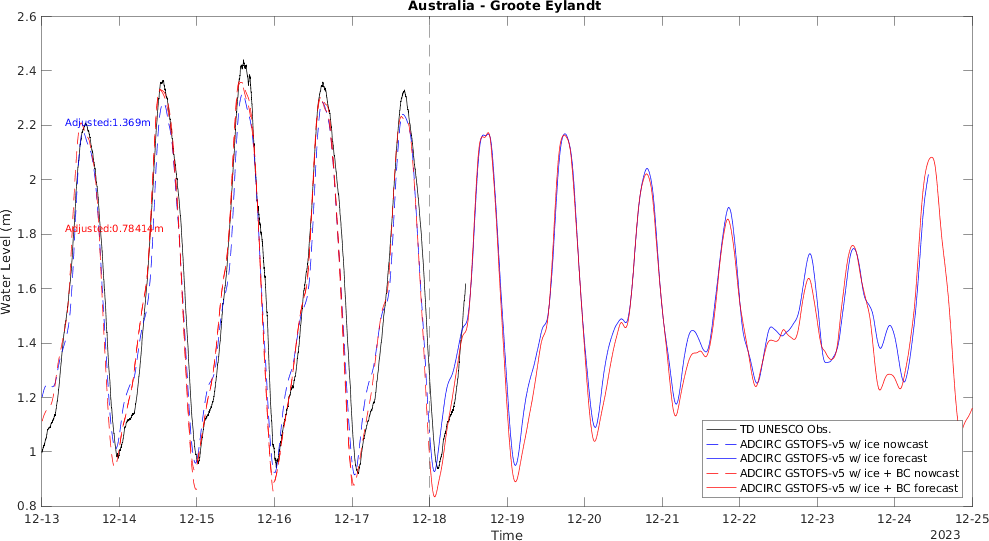 Australia - Groote Eylandt
2.6
2.4
2.2
2
1.8
1.6
1.4
1.2
1
0.8
Water Level (m)
Adjusted:1.369m
Adjusted:0.78414m
TD UNESCO Obs.
ADCIRC GSTOFS-v5 w/ ice nowcast
ADCIRC GSTOFS-v5 w/ ice forecast
ADCIRC GSTOFS-v5 w/ ice + BC nowcast
ADCIRC GSTOFS-v5 w/ ice + BC forecast
12-13 12-14 12-15 12-16 12-17 12-18 12-19 12-20 12-21 12-22 12-23 12-24 12-25
Time
2023